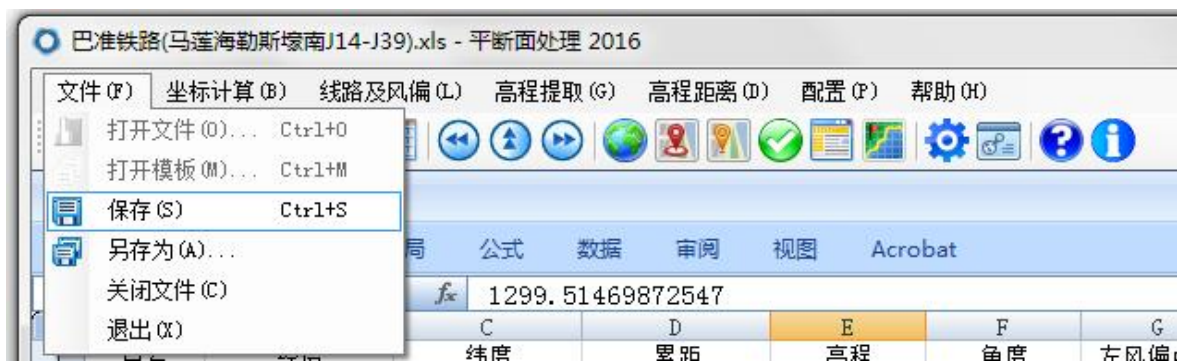 巴准铁路(马莲海勒斯壕南J14-J39).xls - 平断面处理 2016
文件(F) 坐标计算(B) 线路及风偏(L) 高程提取(G) 高程距离(D) 配置(P) 帮助(H)
打开文件(O)... Ctrl+O
打开模板(M)... Ctrl+M
保存(S) Ctrl+S
另存为(A)...
关闭文件(C)
退出(X)
局 公式 数据 审阅 视图 Acrobat
fx 1299.51469872547
C D E F G
纬度 累距 高程 角度 左风偏